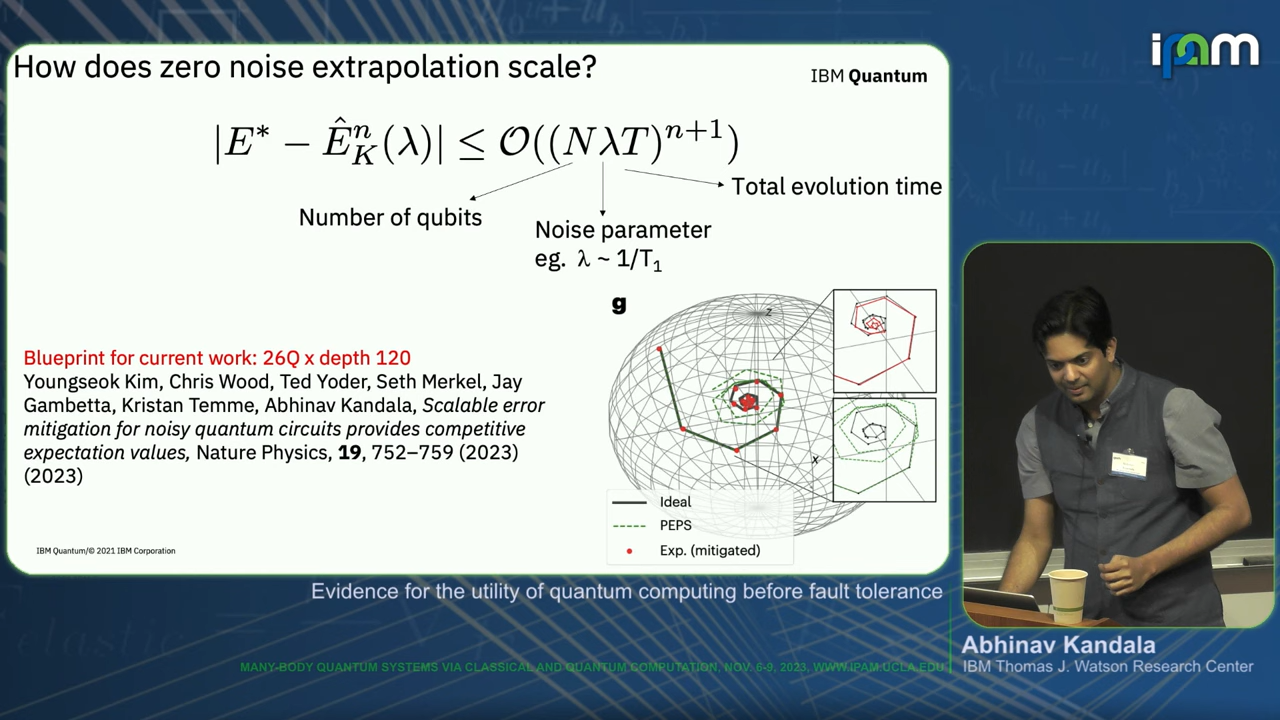 ipam
How does zero noise extrapolation scale?
IBM Quantum
|E* − Ê_K^n(λ)| ≤ O((NλT)^{n+1})
Total evolution time
Number of qubits
Noise parameter
eg. λ ~ 1/T₁
g
z
x
Blueprint for current work: 26Q x depth 120
Youngseok Kim, Chris Wood, Ted Yoder, Seth Merkel, Jay
Gambetta, Kristan Temme, Abhinav Kandala, Scalable error
mitigation for noisy quantum circuits provides competitive
expectation values, Nature Physics, 19, 752–759 (2023)
(2023)
Ideal
PEPS
Exp. (mitigated)
IBM Quantum/© 2021 IBM Corporation
Evidence for the utility of quantum computing before fault tolerance
Abhinav Kandala
IBM Thomas J. Watson Research Center
MANY-BODY QUANTUM SYSTEMS VIA CLASSICAL AND QUANTUM COMPUTATION, NOV. 6-9, 2023, WWW.IPAM.UCLA.EDU
elastic